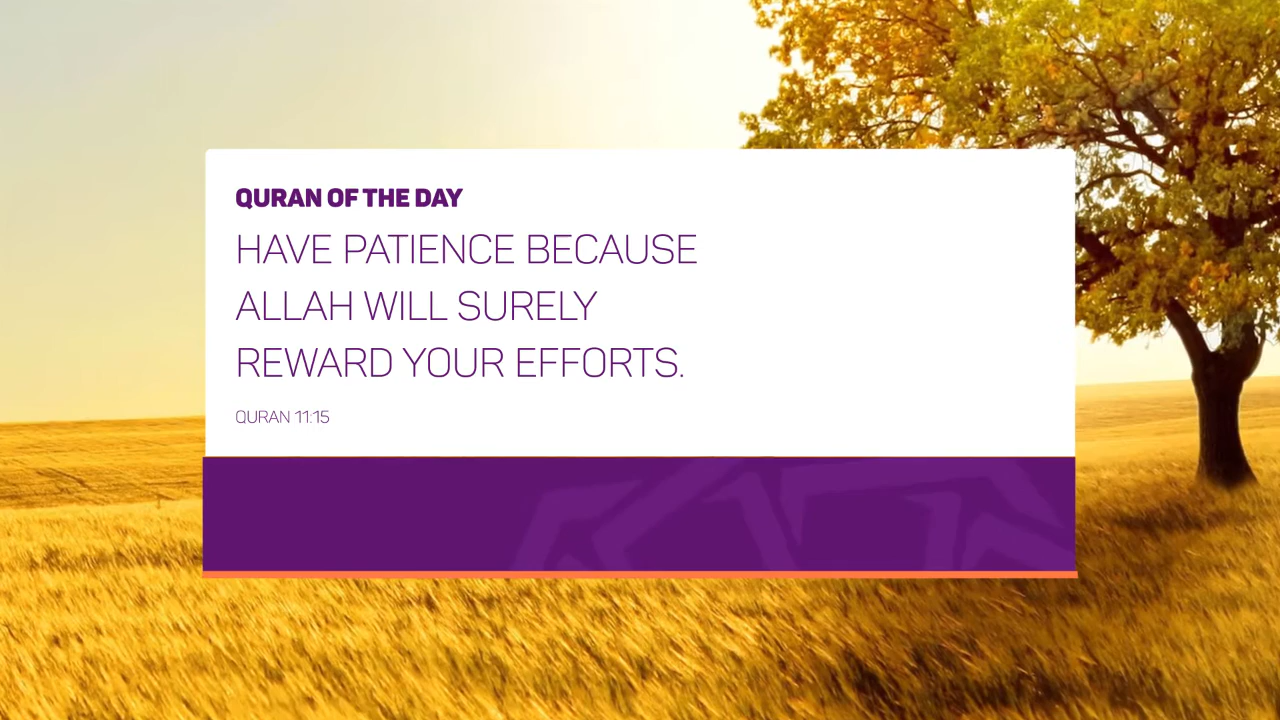 QURAN OF THE DAY
HAVE PATIENCE BECAUSE
ALLAH WILL SURELY
REWARD YOUR EFFORTS.
QURAN 11:15